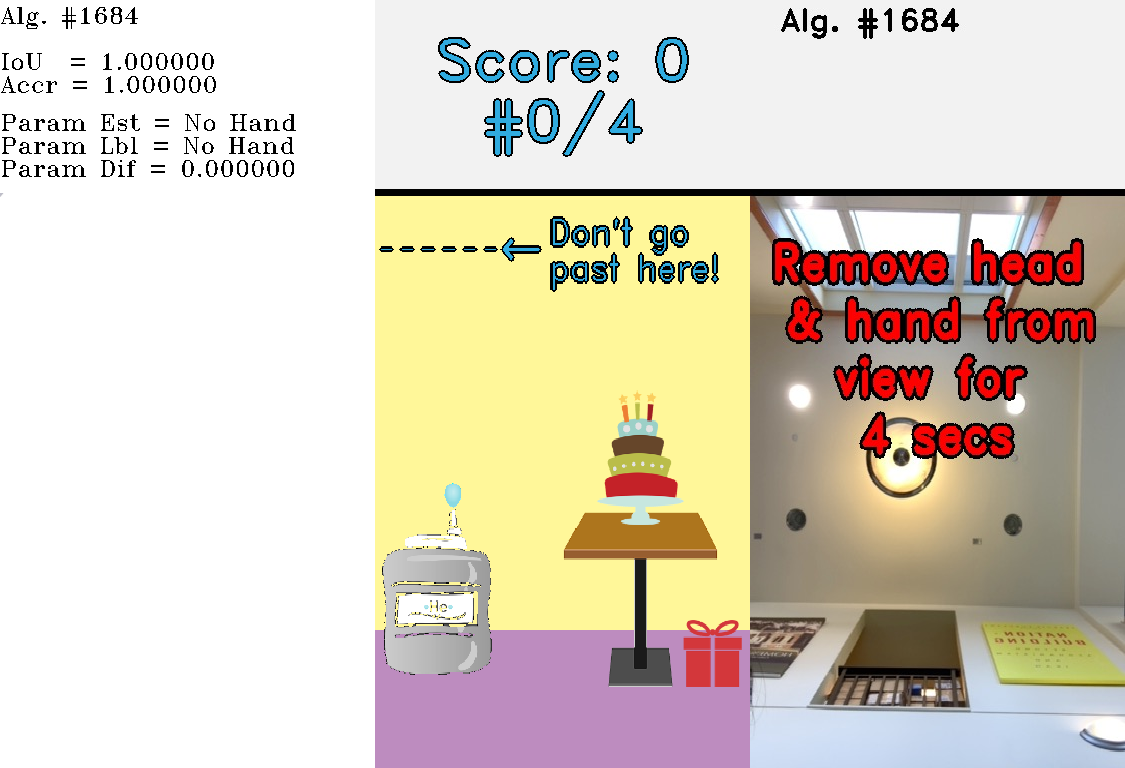 Alg. #1684
IoU = 1.000000
Accr = 1.000000
Param Est = No Hand
Param Lbl = No Hand
Param Dif = 0.000000
Score: 0
#0/4
Alg. #1684
Don't go
past here!
Remove head
& hand from
view for
4 secs
NATION
BUILDING